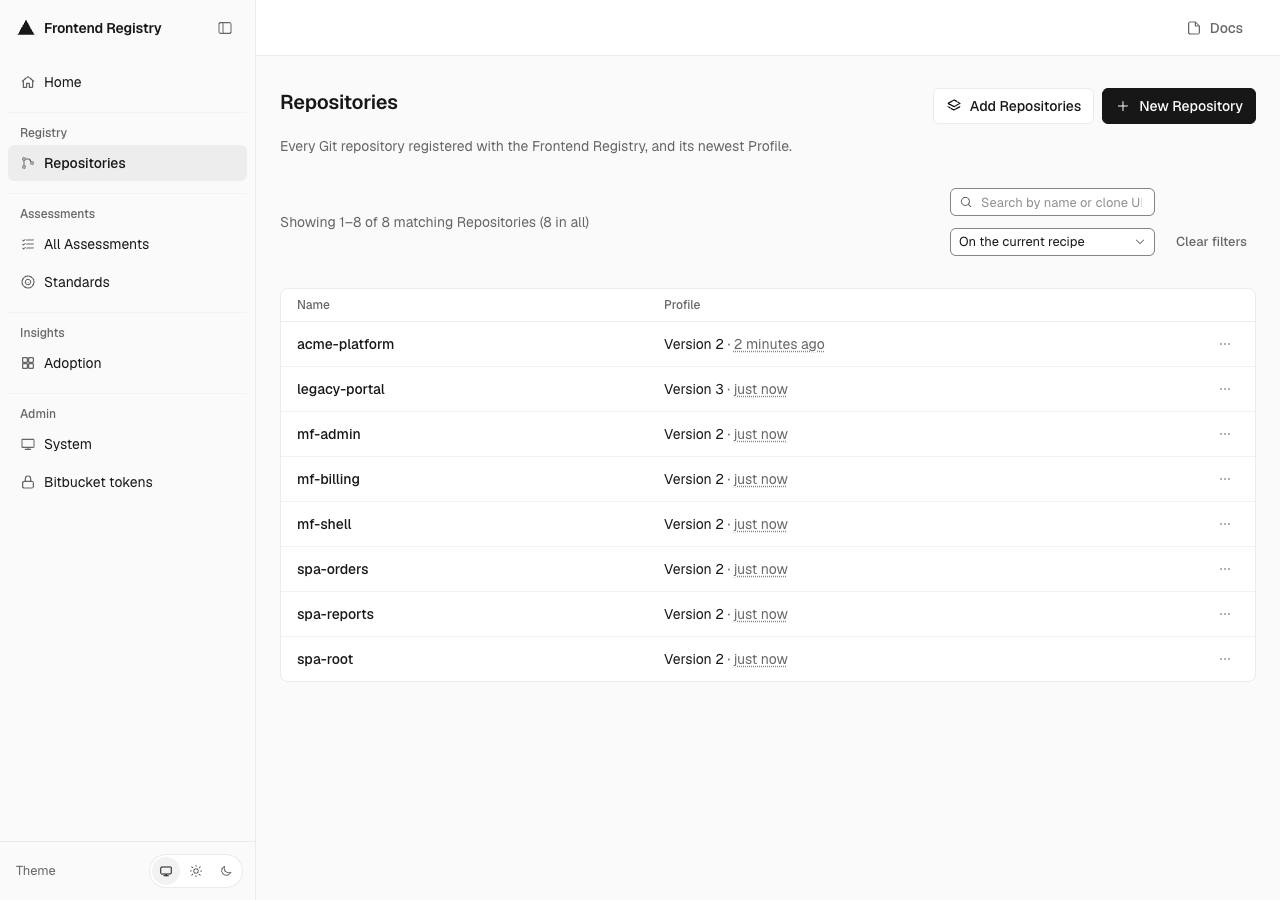 Frontend Registry
Docs
Home
Registry
Repositories
Assessments
All Assessments
Standards
Insights
Adoption
Admin
System
Bitbucket tokens
Theme
Repositories
Add Repositories
New Repository
Every Git repository registered with the Frontend Registry, and its newest Profile.
Showing 1–8 of 8 matching Repositories (8 in all)
Search by name or clone U
On the current recipe
Clear filters
Name Profile
acme-platform Version 2 · 2 minutes ago
legacy-portal Version 3 · just now
mf-admin Version 2 · just now
mf-billing Version 2 · just now
mf-shell Version 2 · just now
spa-orders Version 2 · just now
spa-reports Version 2 · just now
spa-root Version 2 · just now